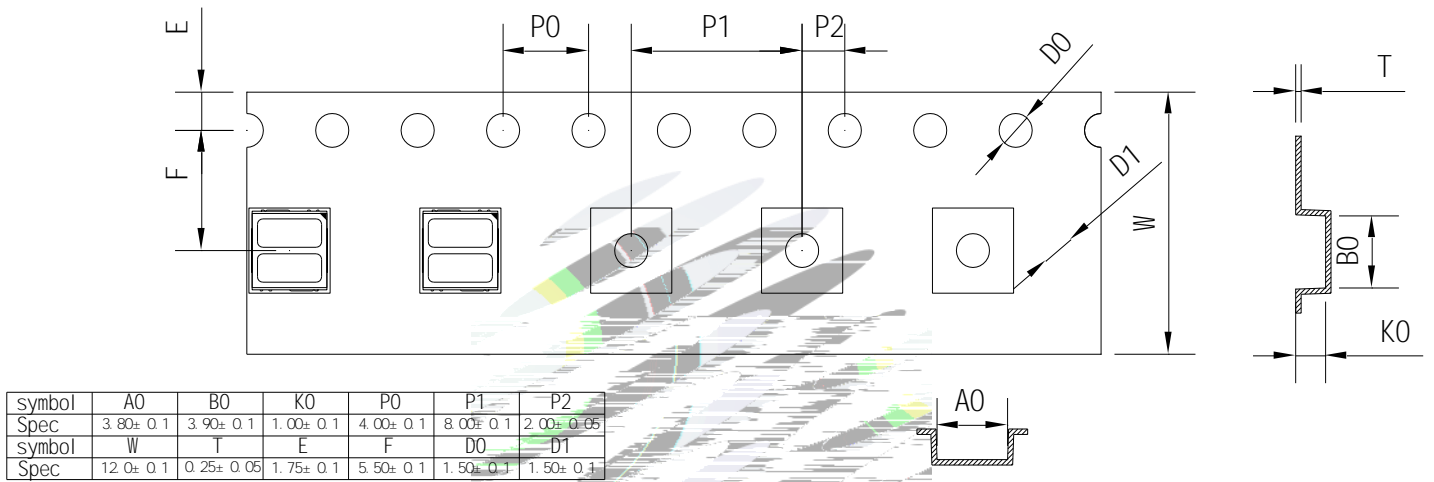 E
P0
P1
P2
D0
T
F
D1
W
B0
K0
A0
symbol A0 B0 K0 P0 P1 P2
Spec 3.80± 0.1 3.90± 0.1 1.00± 0.1 4.00± 0.1 8.00± 0.1 2.00± 0.05
symbol W T E F D0 D1
Spec 12.0± 0.1 0.25± 0.05 1.75± 0.1 5.50± 0.1 1.50± 0.1 1.50± 0.1